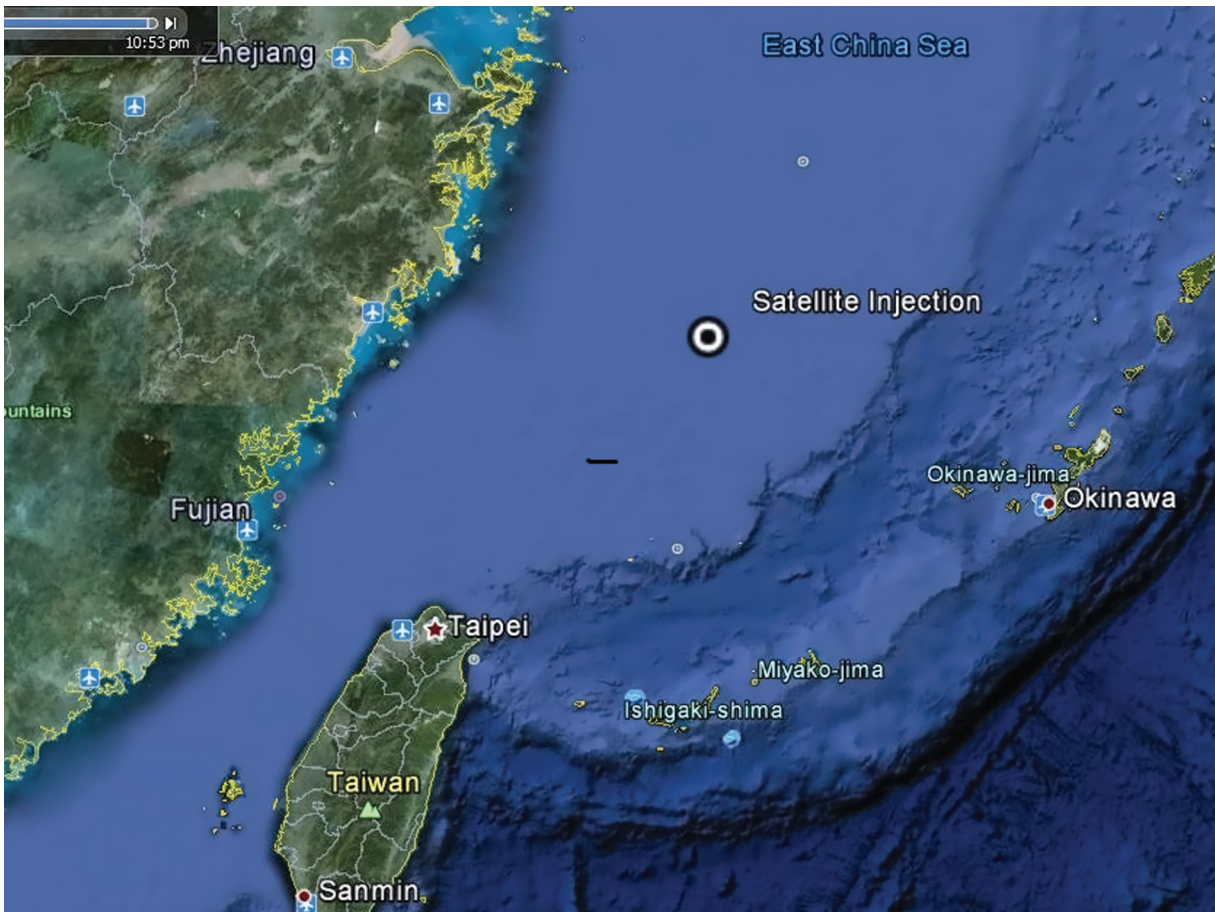 10:53 pm
Zhejiang
East China Sea
Satellite Injection
ountains
Okinawa-jima
Okinawa
Fujian
Taipei
Miyako-jima
Ishigaki-shima
Taiwan
Sanmin